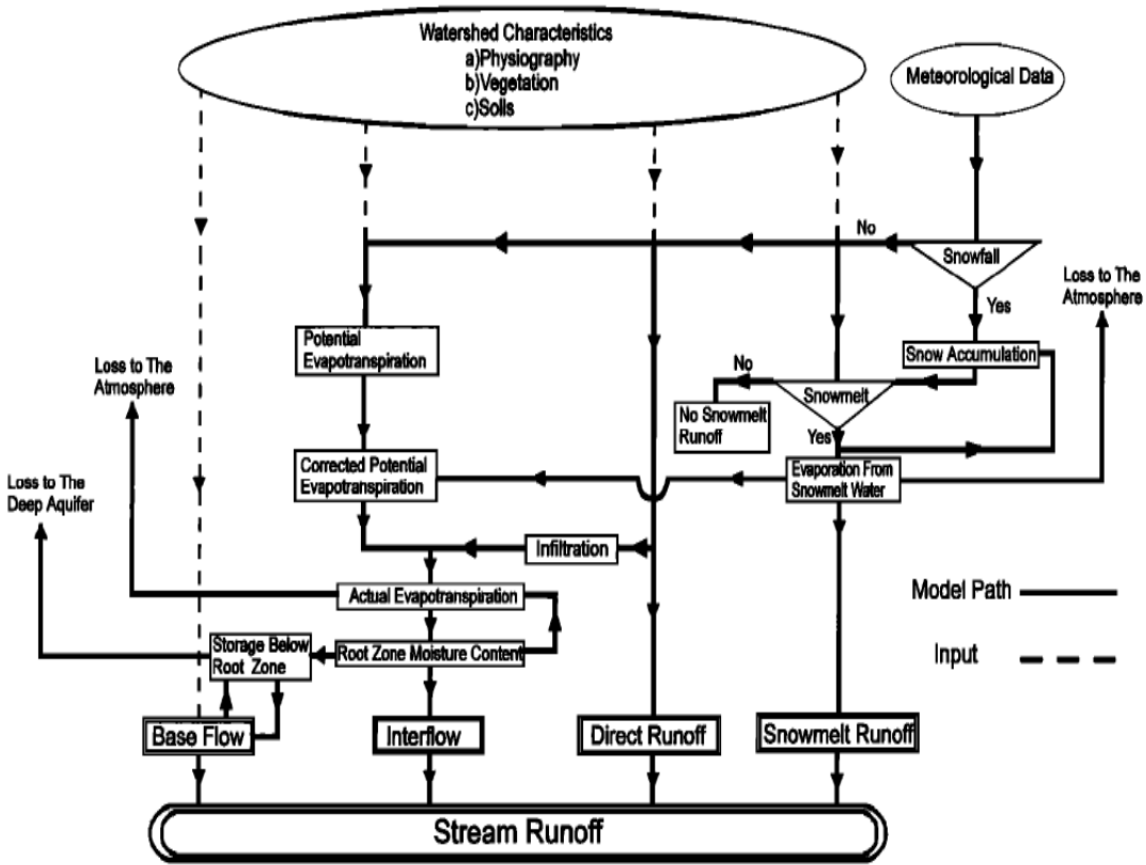 Watershed Characteristics
a)Physiography
b)Vegetation
c)Soils
Meteorological Data
No
Snowfall
Yes
Loss to The
Atmosphere
Potential
Evapotranspiration
Snow Accumulation
Loss to The
Atmosphere
No
Snowmelt
No Snowmelt
Runoff
Yes
Corrected Potential
Evapotranspiration
Evaporation From
Snowmelt Water
Loss to The
Deep Aquifer
Infiltration
Actual Evapotranspiration
Model Path
Storage Below
Root Zone
Root Zone Moisture Content
Input
Base Flow
Interflow
Direct Runoff
Snowmelt Runoff
Stream Runoff